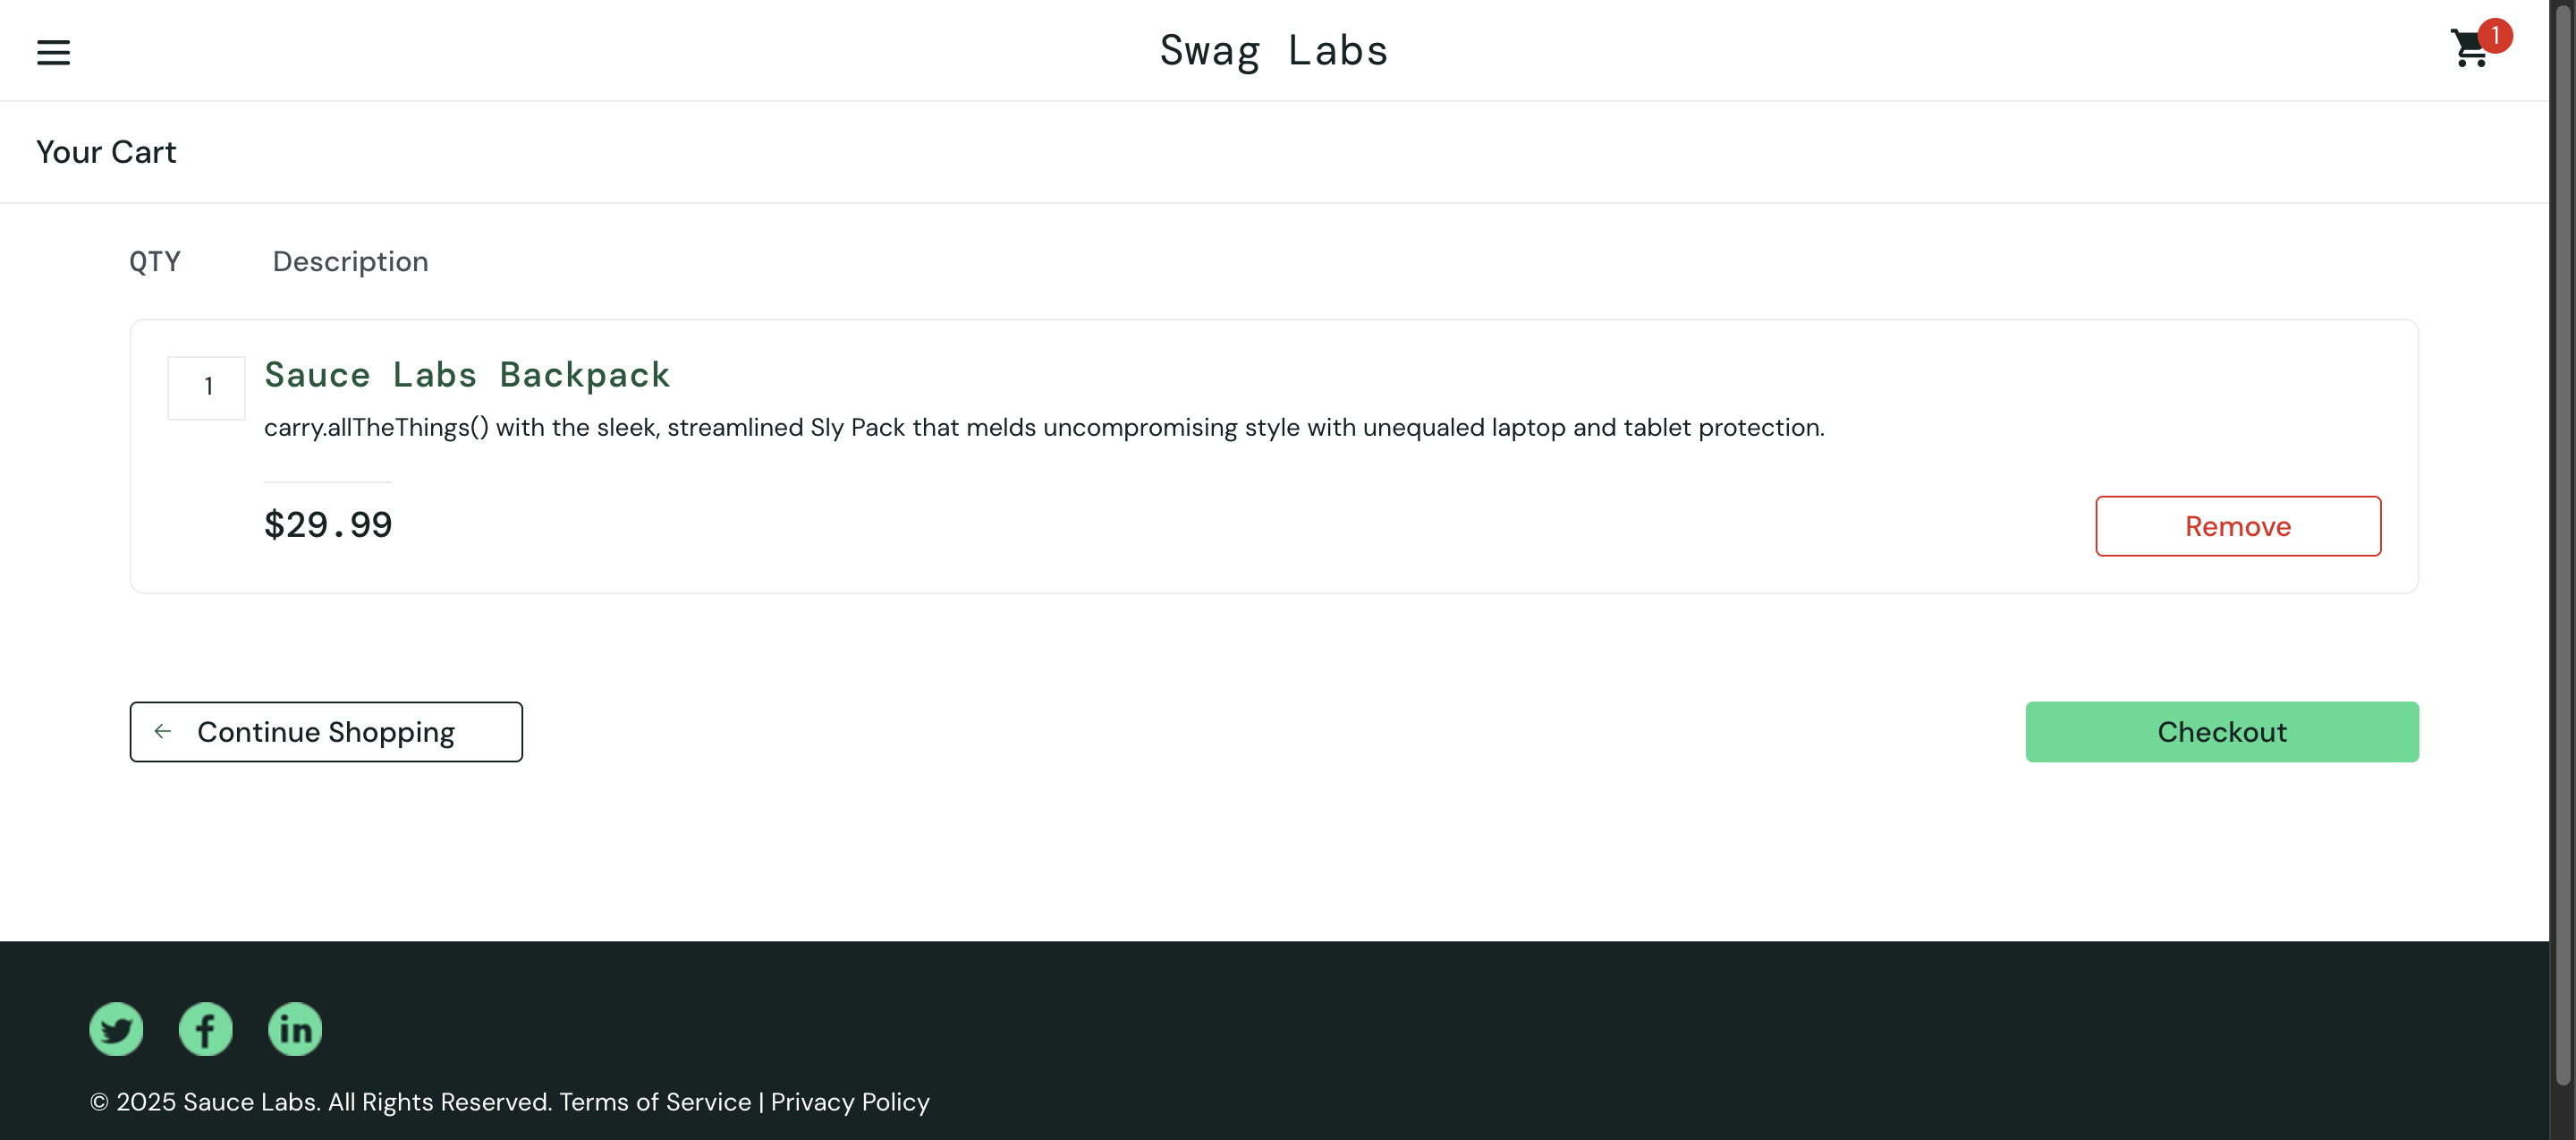 Swag Labs
1
Your Cart
QTY Description
1
Sauce Labs Backpack
carry.allTheThings() with the sleek, streamlined Sly Pack that melds uncompromising style with unequaled laptop and tablet protection.
$29.99
Remove
Continue Shopping
Checkout
© 2025 Sauce Labs. All Rights Reserved. Terms of Service | Privacy Policy